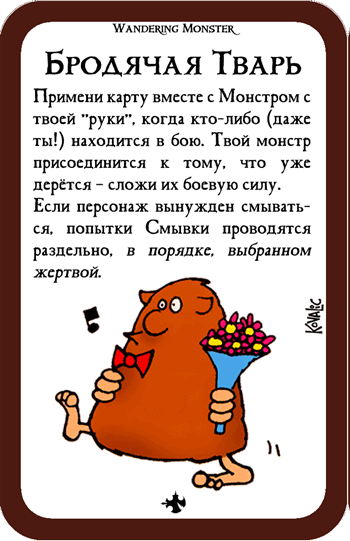 Wandering Monster
Бродячая Тварь
Примени карту вместе с Монстром с
твоей "руки", когда кто-либо (даже
ты!) находится в бою. Твой монстр
присоединится к тому, что уже
дерётся – сложи их боевую силу.
Если персонаж вынужден смывать-
ся, попытки Смывки проводятся
раздельно, в порядке, выбранном
жертвой.
Kovalic